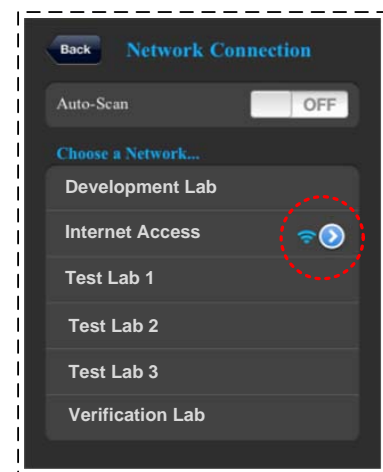 Back Network Connection
Auto-Scan OFF
Choose a Network...
Development Lab
Internet Access
Test Lab 1
Test Lab 2
Test Lab 3
Verification Lab